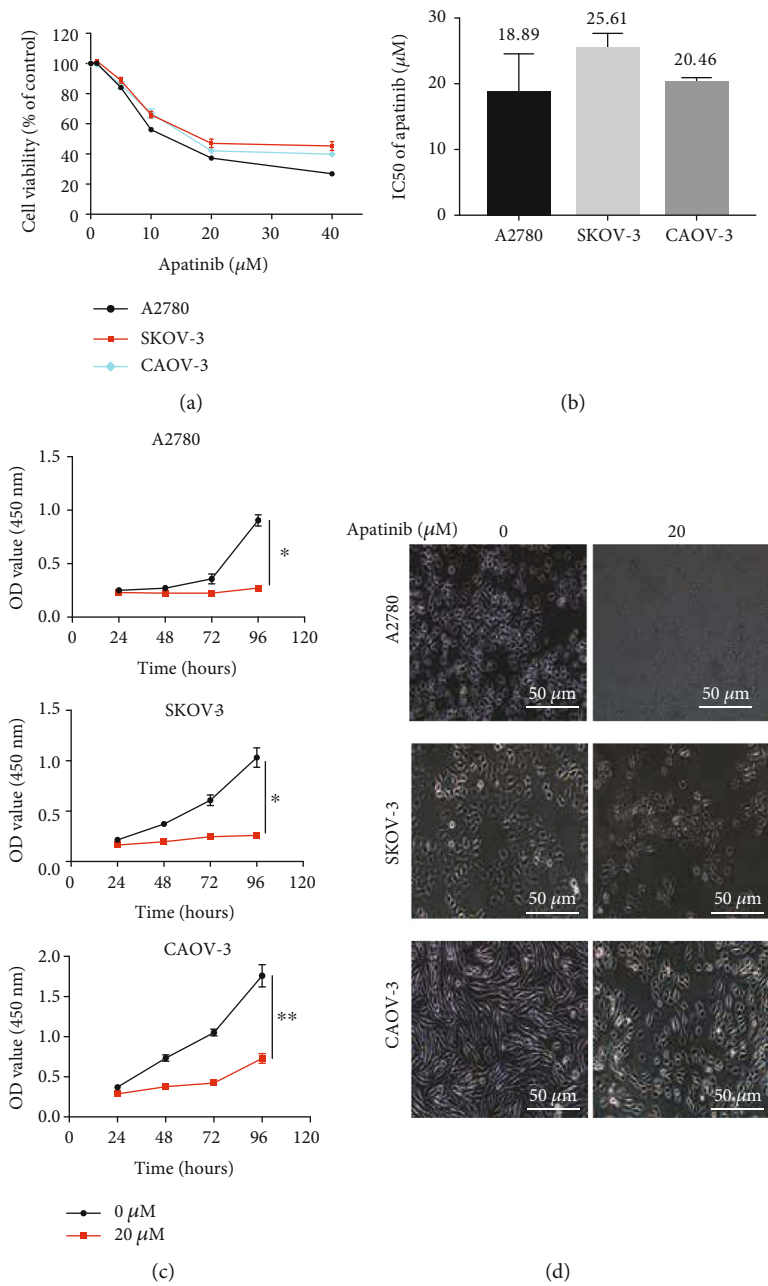 120
100
80
60
40
20
0
Cell viability (% of control)
0 10 20 30 40
Apatinib (μM)
A2780
SKOV-3
CAOV-3
(a)
30
20
10
0
IC50 of apatinib (μM)
18.89
25.61
20.46
A2780 SKOV-3 CAOV-3
(b)
A2780
1.5
1.0
0.5
0.0
OD value (450 nm)
*
0 24 48 72 96 120
Time (hours)
SKOV-3
1.5
1.0
0.5
0.0
OD value (450 nm)
*
0 24 48 72 96 120
Time (hours)
CAOV-3
2.0
1.5
1.0
0.5
0.0
OD value (450 nm)
**
0 24 48 72 96 120
Time (hours)
0 μM
20 μM
(c)
Apatinib (μM) 0 20
A2780
50 μm 50 μm
SKOV-3
50 μm 50 μm
CAOV-3
50 μm 50 μm
(d)